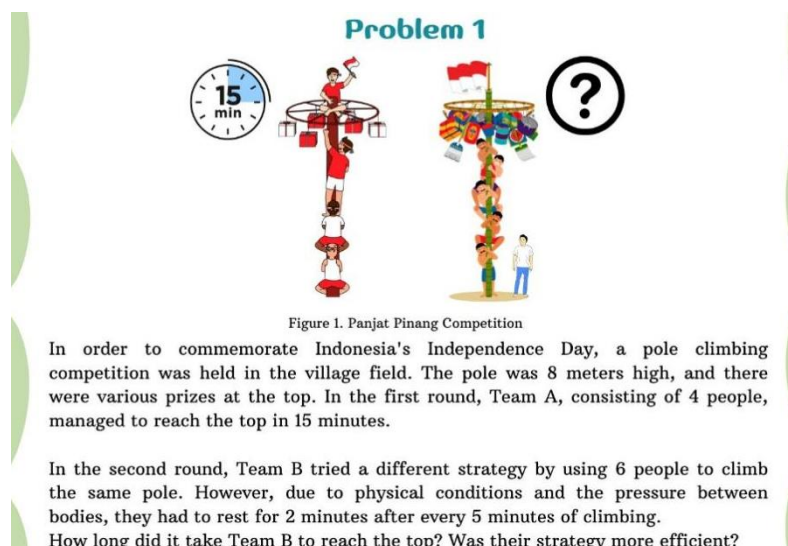 Problem 1
15
min
?
Figure 1. Panjat Pinang Competition
In order to commemorate Indonesia's Independence Day, a pole climbing
competition was held in the village field. The pole was 8 meters high, and there
were various prizes at the top. In the first round, Team A, consisting of 4 people,
managed to reach the top in 15 minutes.
In the second round, Team B tried a different strategy by using 6 people to climb
the same pole. However, due to physical conditions and the pressure between
bodies, they had to rest for 2 minutes after every 5 minutes of climbing.
How long did it take Team B to reach the top? Was their strategy more efficient?